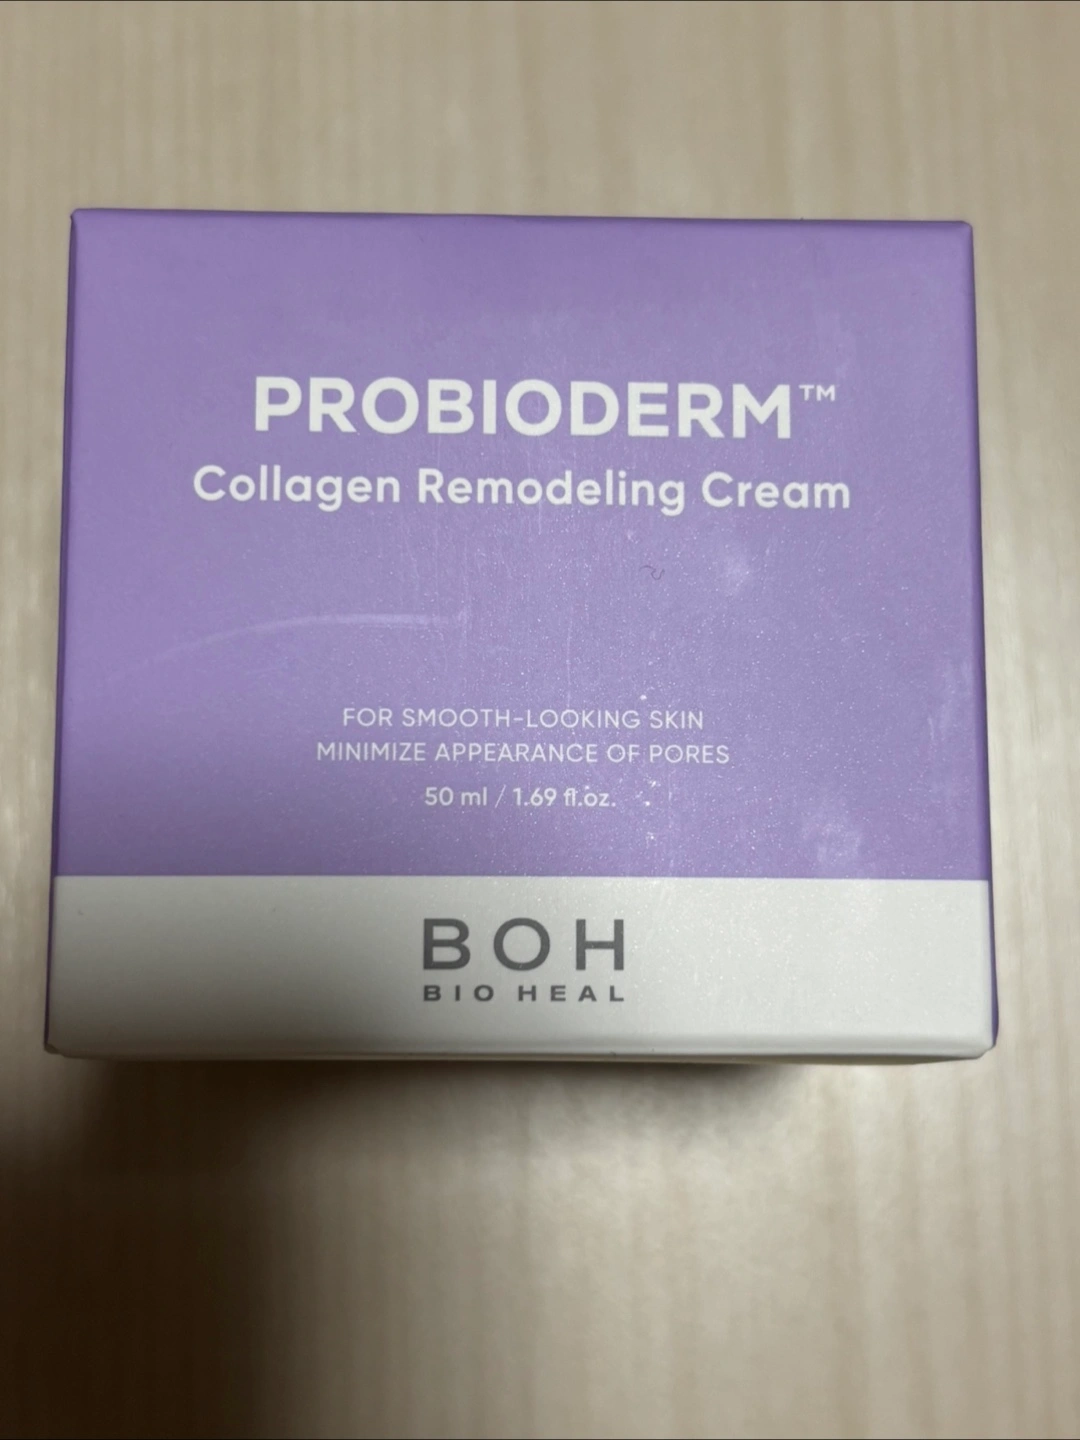 PROBIODERM™
Collagen Remodeling Cream
FOR SMOOTH-LOOKING SKIN
MINIMIZE APPEARANCE OF PORES
50 ml / 1.69 fl.oz.
BOH
BIO HEAL